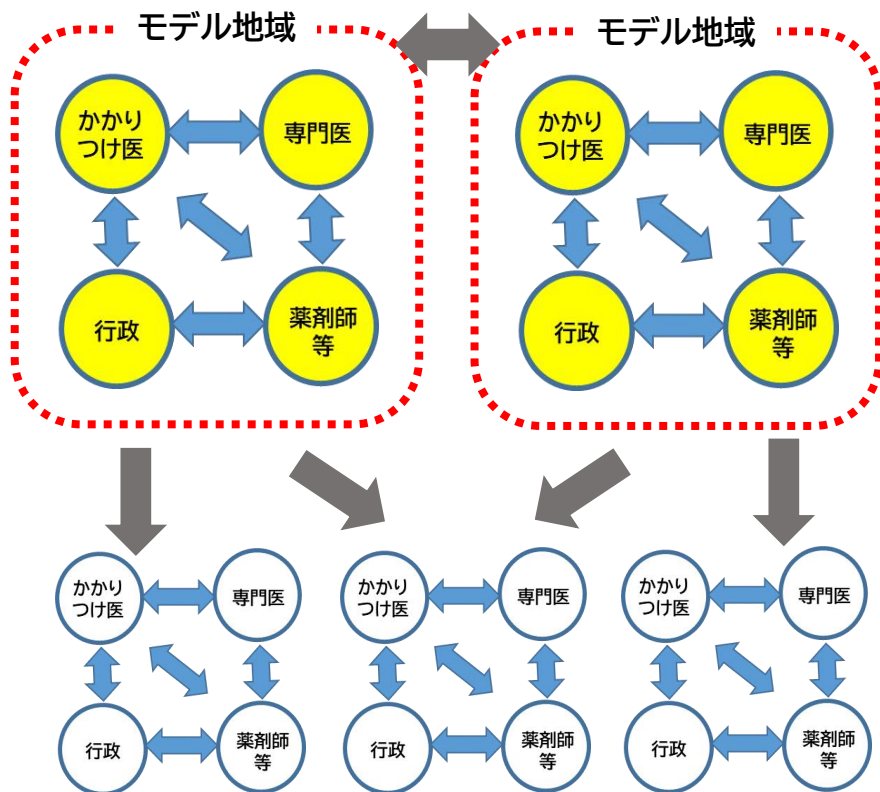 モデル地域
モデル地域
かかり
つけ医
専門医
行政
薬剤師
等
かかり
つけ医
専門医
行政
薬剤師
等
かかり
つけ医
専門医
行政
薬剤師
等
かかり
つけ医
専門医
行政
薬剤師
等
かかり
つけ医
専門医
行政
薬剤師
等